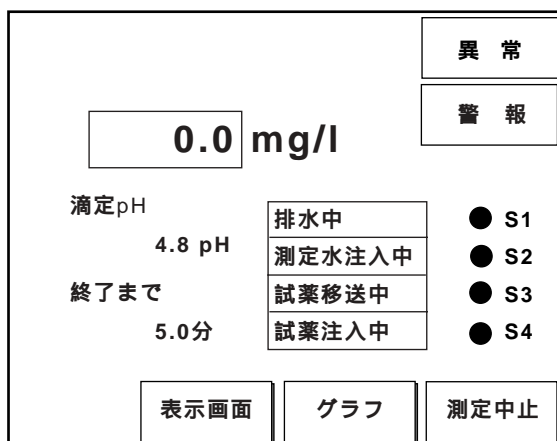 異 常
警 報
0.0 mg/l
滴定pH
4.8 pH
終了まで
5.0分
排水中
測定水注入中
試薬移送中
試薬注入中
S1
S2
S3
S4
表示画面
グラフ
測定中止